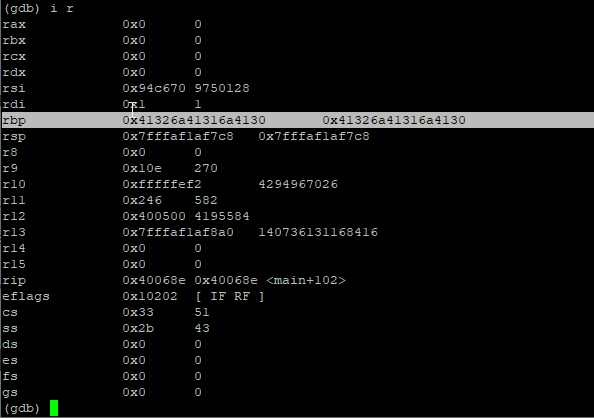 (gdb) i r
rax 0x0 0
rbx 0x0 0
rcx 0x0 0
rdx 0x0 0
rsi 0x94c670 9750128
rdi 0x1 1
rbp 0x41326a41316a4130 0x41326a41316a4130
rsp 0x7fffaf1af7c8 0x7fffaf1af7c8
r8 0x0 0
r9 0x10e 270
r10 0xfffffef2 4294967026
r11 0x246 582
r12 0x400500 4195584
r13 0x7fffaf1af8a0 140736131168416
r14 0x0 0
r15 0x0 0
rip 0x40068e 0x40068e <main+102>
eflags 0x10202 [ IF RF ]
cs 0x33 51
ss 0x2b 43
ds 0x0 0
es 0x0 0
fs 0x0 0
gs 0x0 0
(gdb)